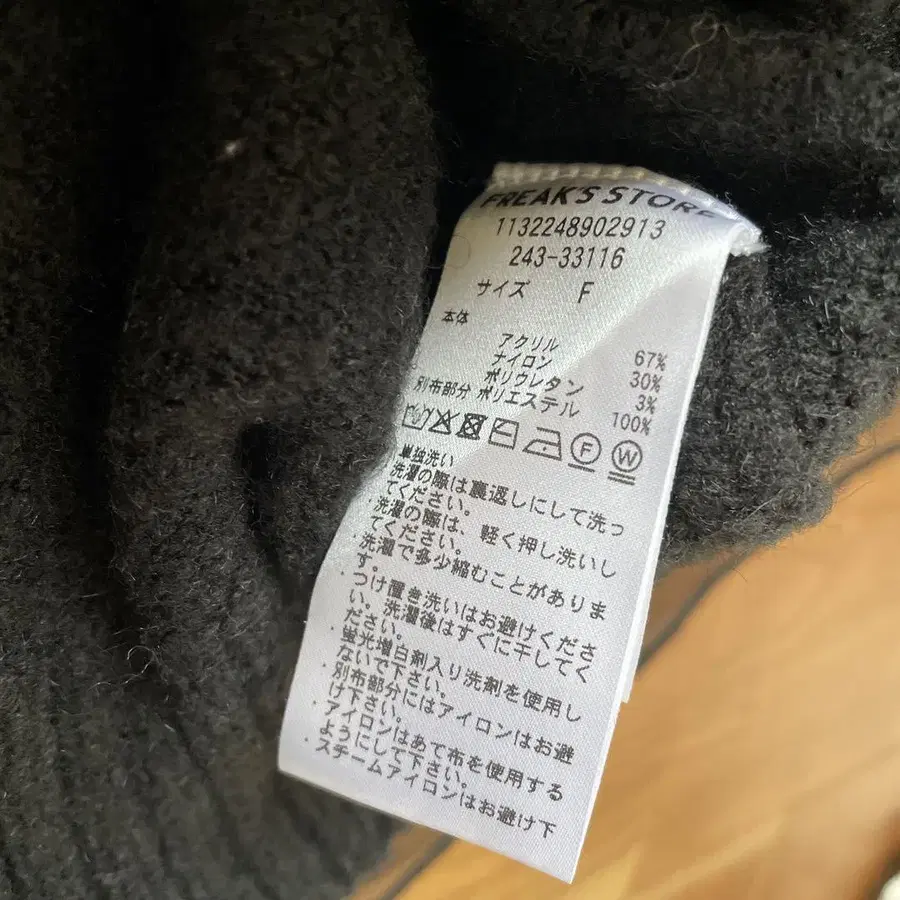 FREAK'S STORE
1132248902913
243-33116
サイズ F
本体
アクリル 67%
ナイロン 30%
ポリウレタン 3%
別布部分 ポリエステル 100%
F W
・単独洗い
・洗濯の際は裏返しにして洗っ
てください。
・洗濯の際は、軽く押し洗いし
てください。
・洗濯で多少縮むことがありま
す。
・つけ置き洗いはお避けくださ
い。洗濯後はすぐに干してく
ださい。
・蛍光増白剤入り洗剤を使用し
ないで下さい。
・別布部分にはアイロンはお避
け下さい。
・アイロンはあて布を使用する
ようにして下さい。
・スチームアイロンはお避け下